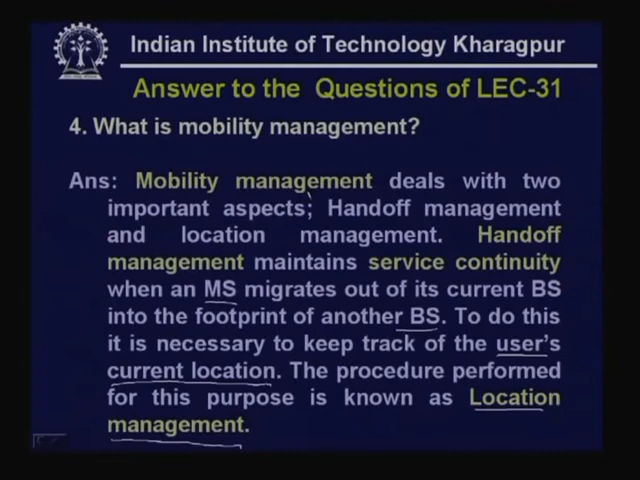 Indian Institute of Technology Kharagpur
Answer to the Questions of LEC-31
4. What is mobility management?
Ans: Mobility management deals with two
important aspects; Handoff management
and location management. Handoff
management maintains service continuity
when an MS migrates out of its current BS
into the footprint of another BS. To do this
it is necessary to keep track of the user's
current location. The procedure performed
for this purpose is known as Location
management.